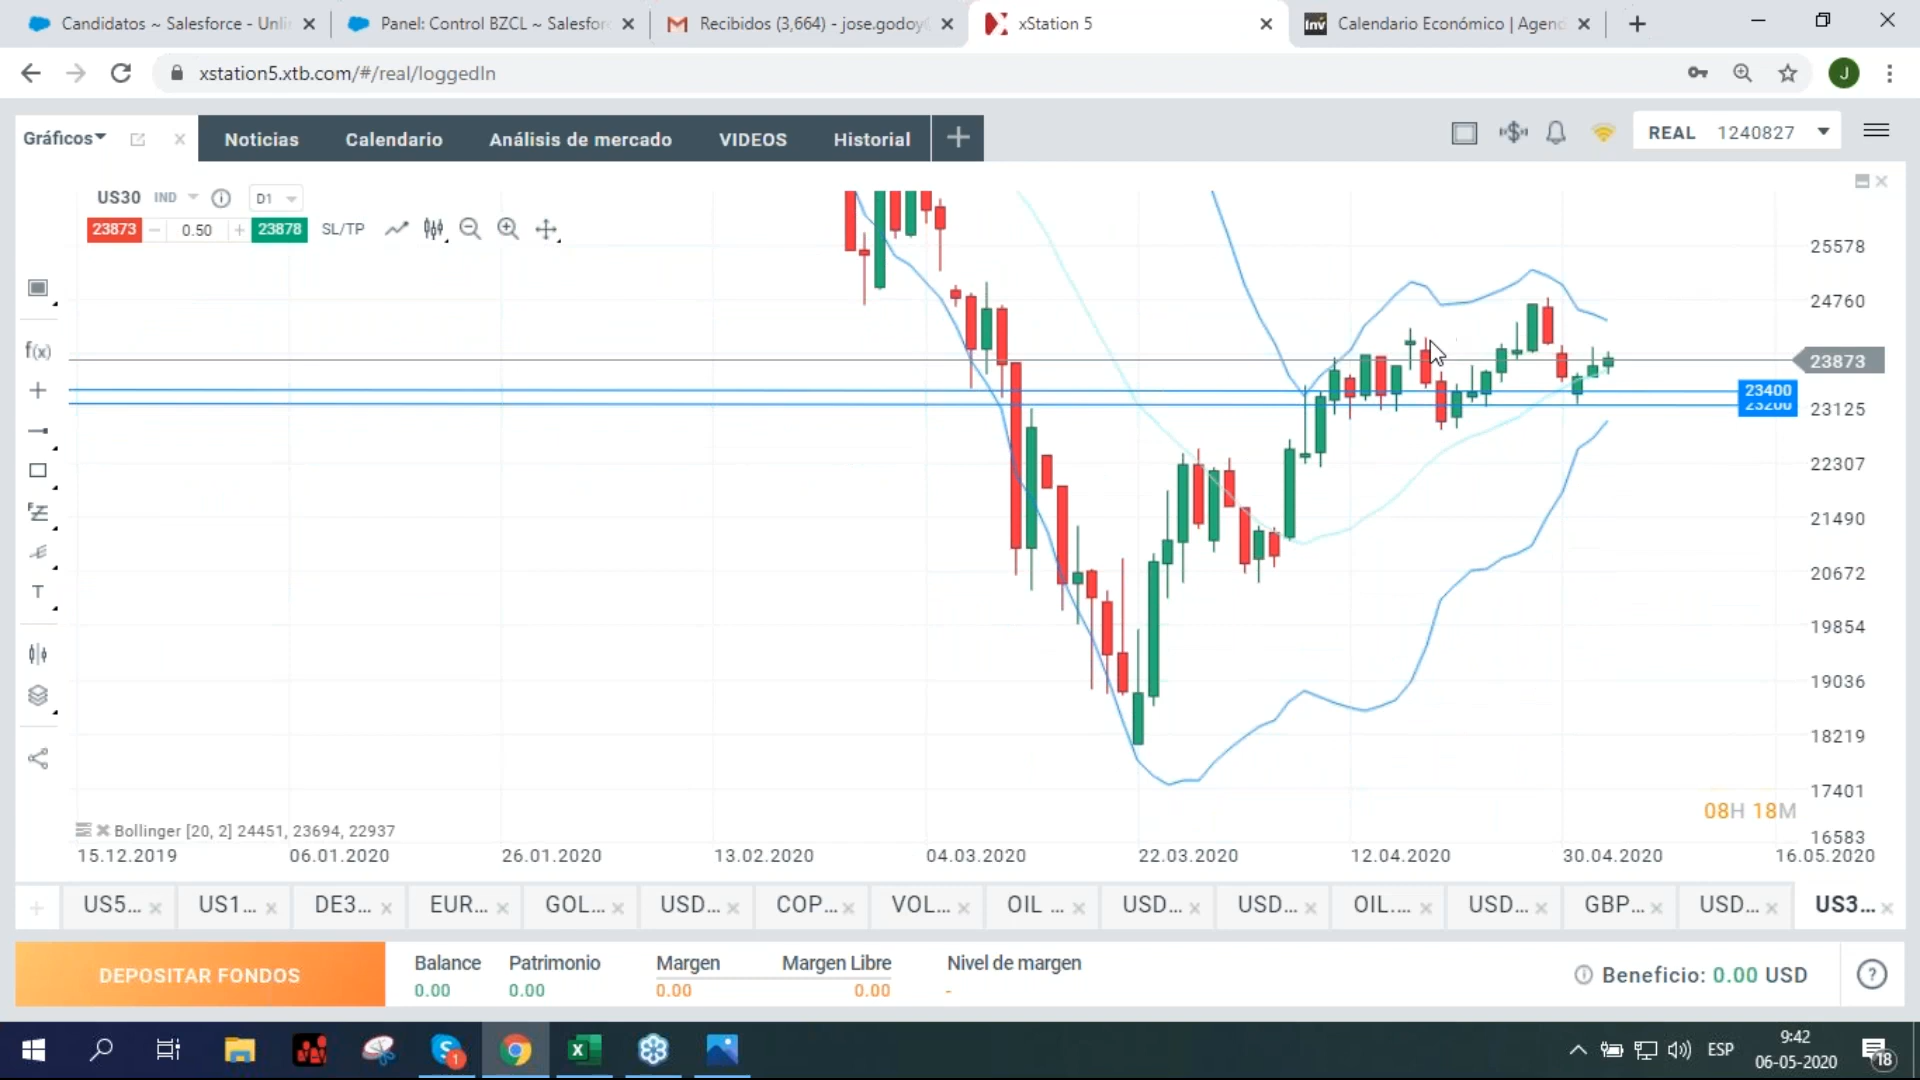 Candidatos ~ Salesforce - Unli
Panel: Control BZCL ~ Salesfor
Recibidos (3,664) - jose.godoy
xStation 5
Inv
Calendario Económico | Agen
xstation5.xtb.com/#/real/loggedIn
J
Gráficos
Noticias
Calendario
Análisis de mercado
VIDEOS
Historial
REAL 1240827
US30 IND
D1
23873
0.50
23878
SL/TP
f(x)
T
25578
24760
23873
23400
23200
23125
22307
21490
20672
19854
19036
18219
17401
16583
08H 18M
Bollinger [20, 2] 24451, 23694, 22937
15.12.2019
06.01.2020
26.01.2020
13.02.2020
04.03.2020
22.03.2020
12.04.2020
30.04.2020
16.05.2020
US5...
US1...
DE3...
EUR...
GOL...
USD...
COP...
VOL...
OIL ...
USD...
USD...
OIL....
USD...
GBP...
USD...
US3...
DEPOSITAR FONDOS
Balance
0.00
Patrimonio
0.00
Margen
0.00
Margen Libre
0.00
Nivel de margen
-
Beneficio: 0.00 USD
?
1
ESP
9:42
06-05-2020
18